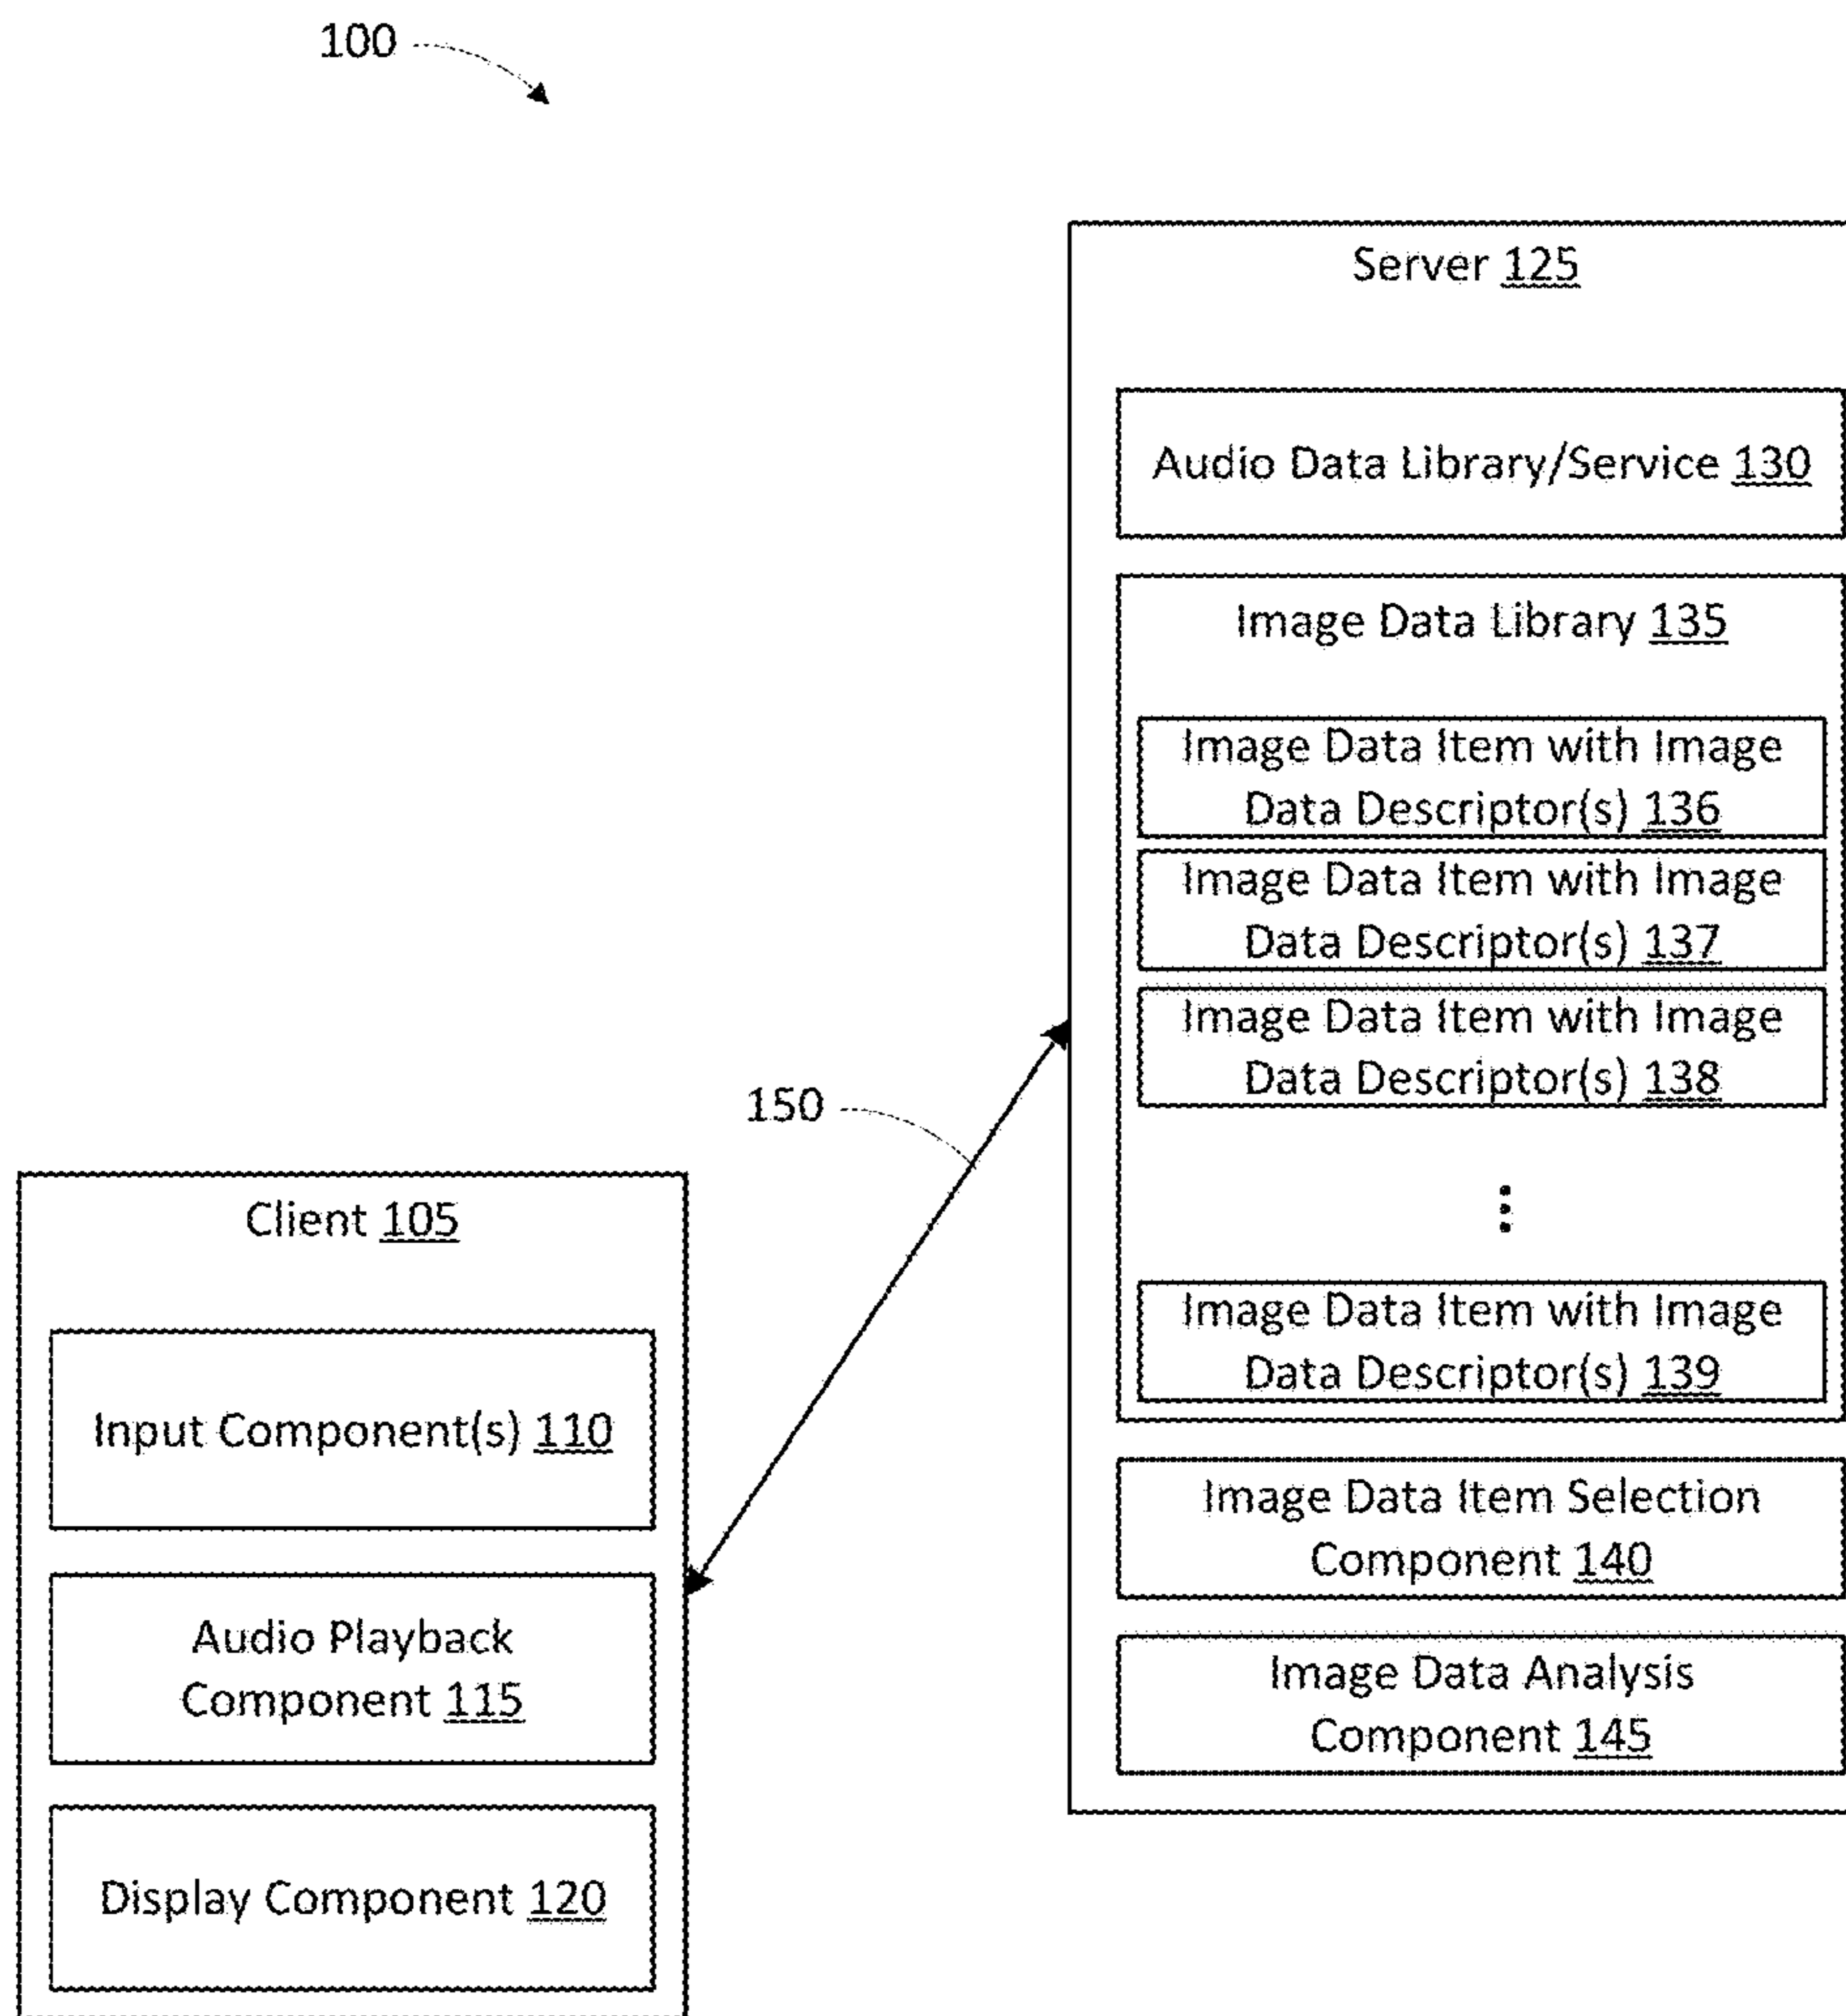 100
Server 125
Audio Data Library/Service 130
Image Data Library 135
Image Data Item with Image
Data Descriptor(s) 136
Image Data Item with Image
Data Descriptor(s) 137
Image Data Item with Image
Data Descriptor(s) 138
150
Image Data Item with Image
Data Descriptor(s) 139
Image Data Item Selection
Component 140
Image Data Analysis
Component 145
Client 105
Input Component(s) 110
Audio Playback
Component 115
Display Component 120